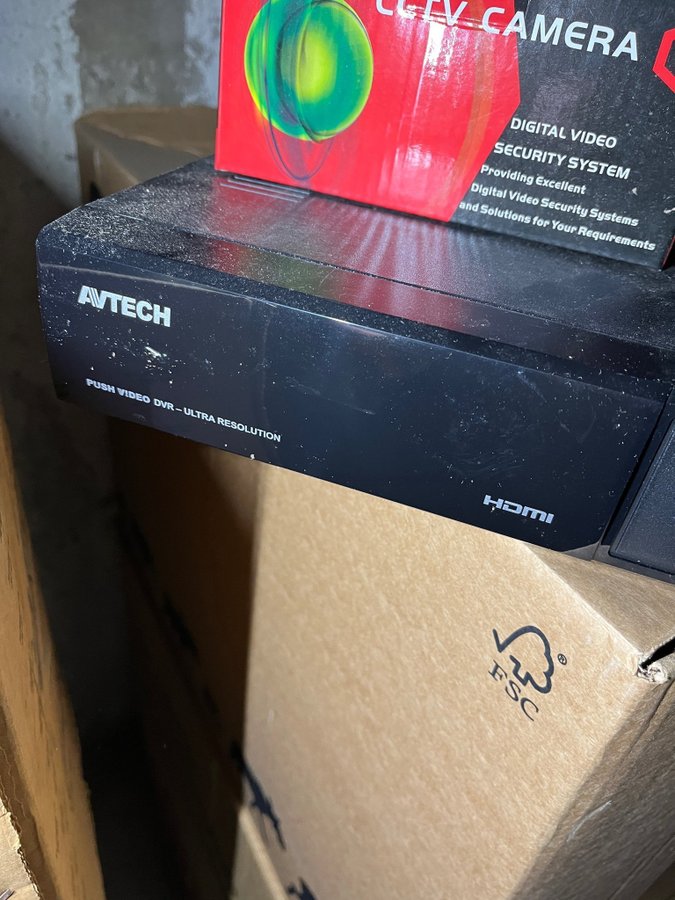 CCTV CAMERA
DIGITAL VIDEO
SECURITY SYSTEM
Providing Excellent
Digital Video Security Systems
and Solutions for Your Requirements
AVTECH
PUSH VIDEO DVR – ULTRA RESOLUTION
HDMI
®
FSC